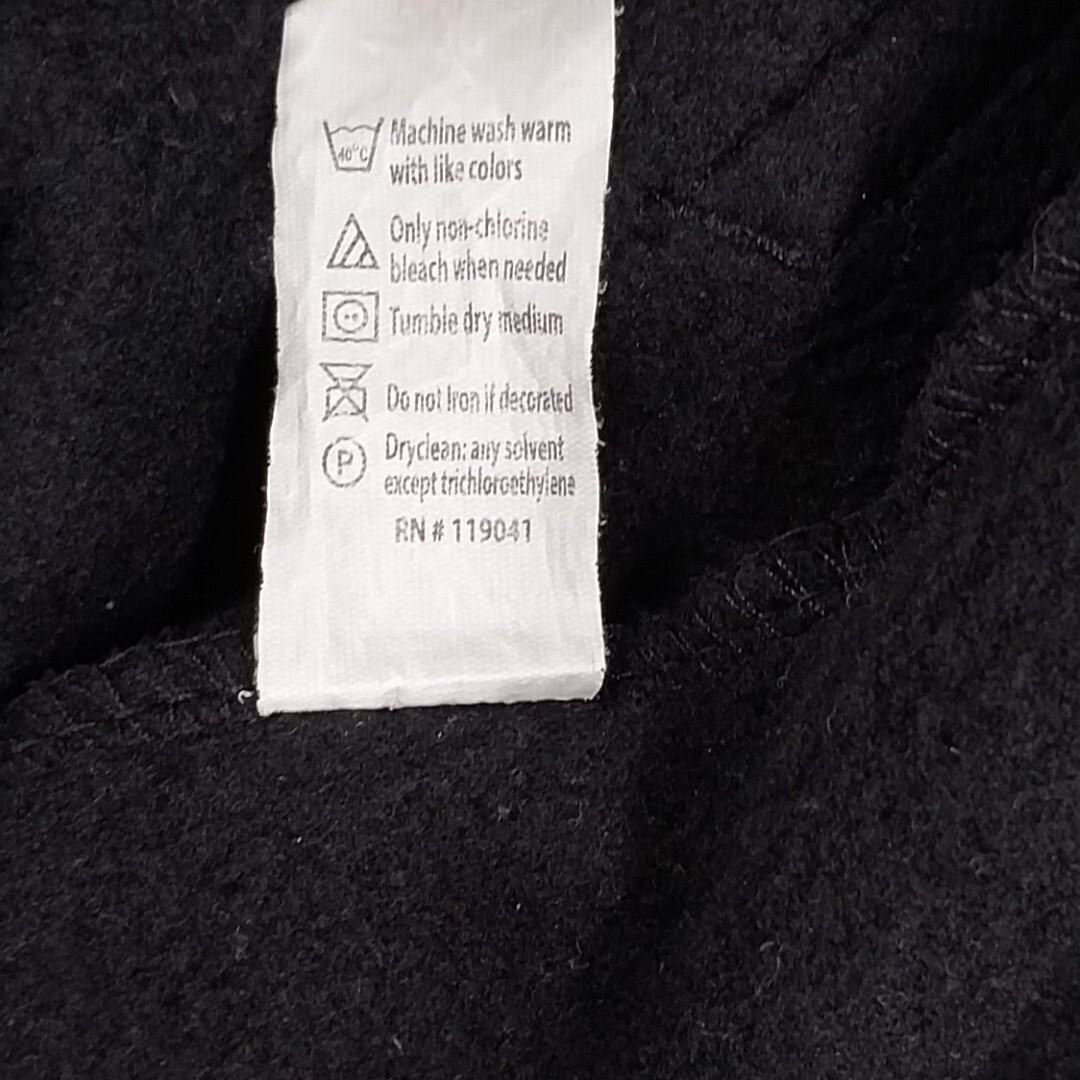 40°C
Machine wash warm
with like colors
Only non-chlorine
bleach when needed
Tumble dry medium
Do not Iron if decorated
P
Dryclean: any solvent
except trichloroethylene
RN # 119041